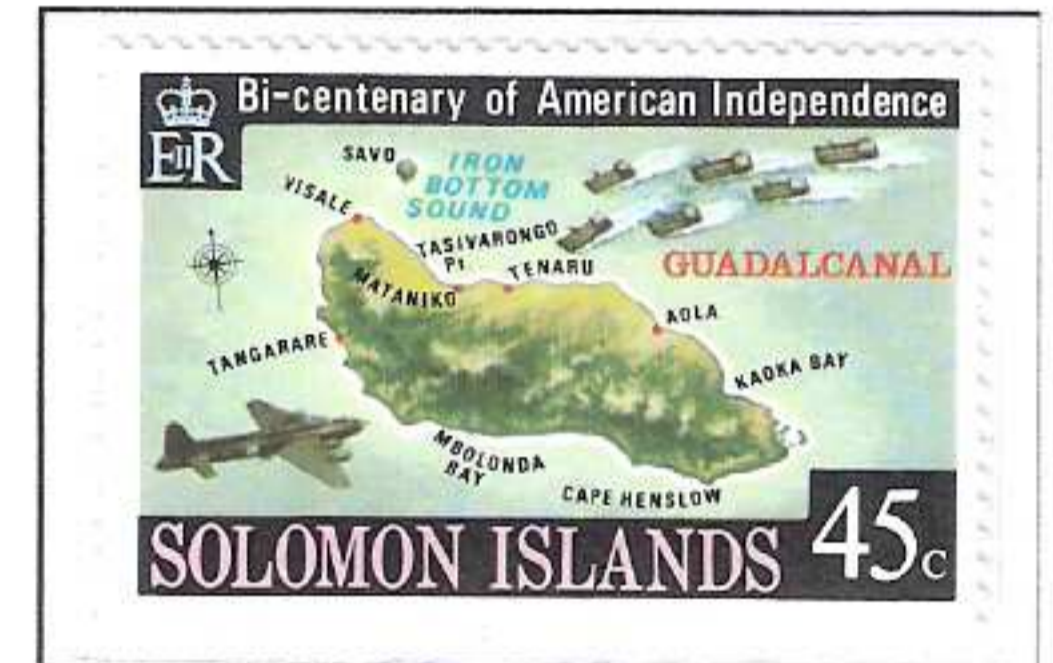 Bi-centenary of American Independence
EIIR
SAVO
IRON
BOTTOM
SOUND
VISALE
TASIVARONGO
Pt
TENARU
GUADALCANAL
MATANIKO
AOLA
TANGARARE
KAOKA BAY
MBOLONDA
BAY
CAPE HENSLOW
SOLOMON ISLANDS 45c